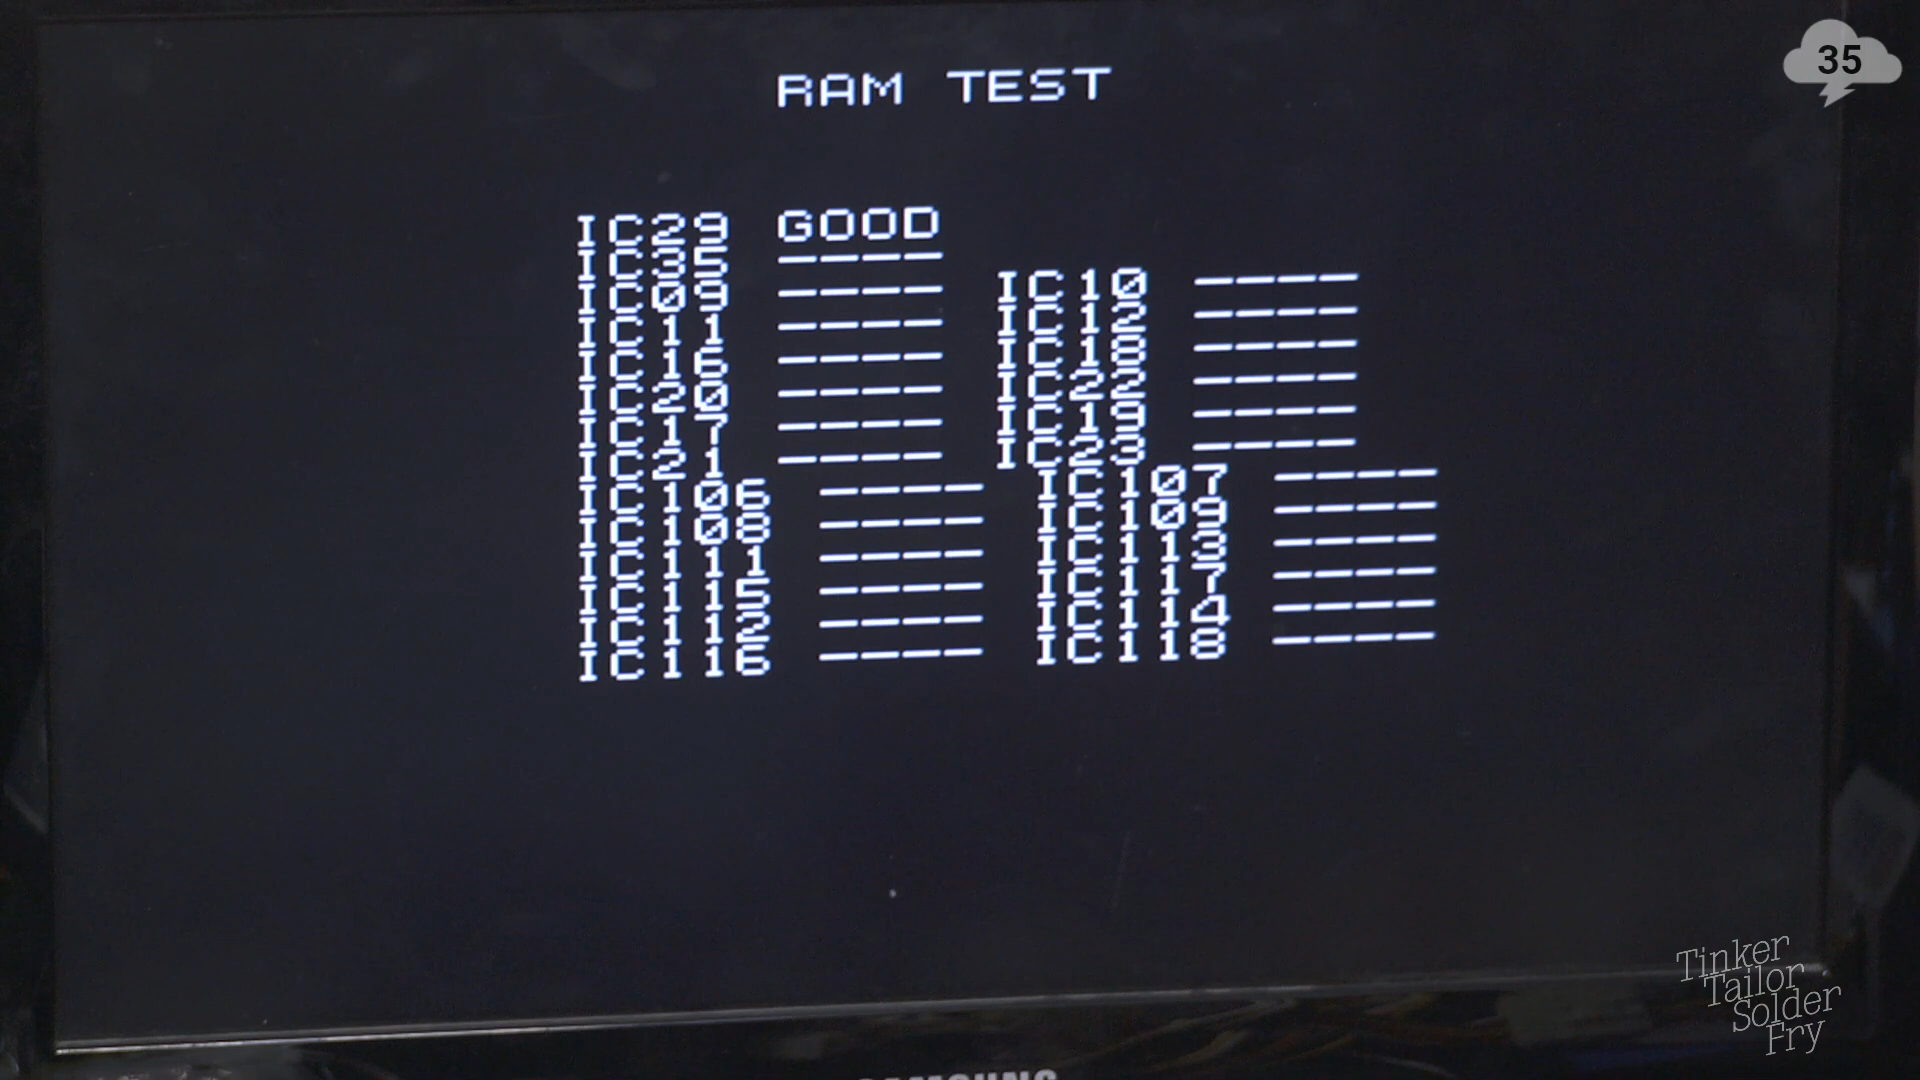 35
RAM TEST
IC29 GOOD
IC35 ----
IC09 ---- IC10 ----
IC11 ---- IC12 ----
IC16 ---- IC18 ----
IC20 ---- IC22 ----
IC17 ---- IC19 ----
IC21 ---- IC23 ----
IC106 ---- IC107 ----
IC108 ---- IC109 ----
IC111 ---- IC113 ----
IC115 ---- IC117 ----
IC112 ---- IC114 ----
IC116 ---- IC118 ----
Tinker
Tailor
Solder
Fry
SAMSUNG